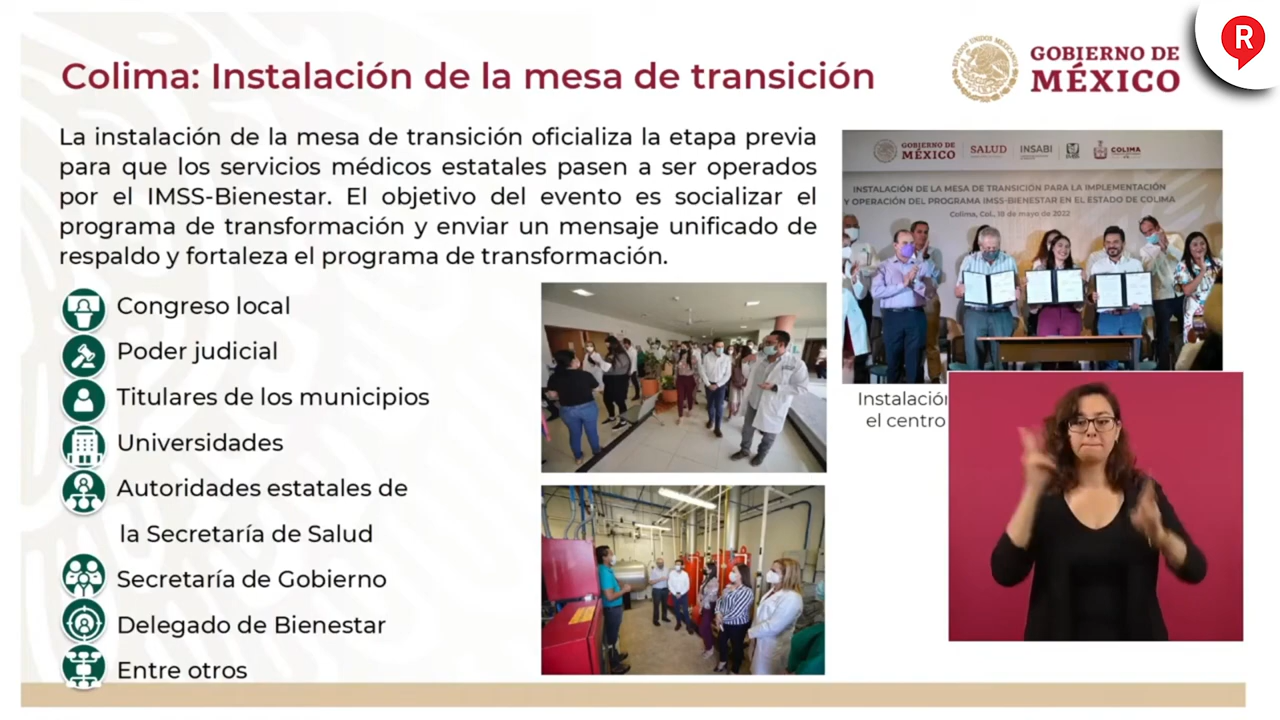 R
Colima: Instalación de la mesa de transición
GOBIERNO DE
MÉXICO
La instalación de la mesa de transición oficializa la etapa previa
para que los servicios médicos estatales pasen a ser operados
por el IMSS-Bienestar. El objetivo del evento es socializar el
programa de transformación y enviar un mensaje unificado de
respaldo y fortaleza el programa de transformación.
Congreso local
Poder judicial
Titulares de los municipios
Universidades
Autoridades estatales de
la Secretaría de Salud
Secretaría de Gobierno
Delegado de Bienestar
Entre otros
GOBIERNO DE
MÉXICO
SALUD
INSABI
COLIMA
INSTALACIÓN DE LA MESA DE TRANSICIÓN PARA LA IMPLEMENTACIÓN
Y OPERACIÓN DEL PROGRAMA IMSS-BIENESTAR EN EL ESTADO DE COLIMA
Colima, Col., 18 de mayo de 2022
Instalación
el centro